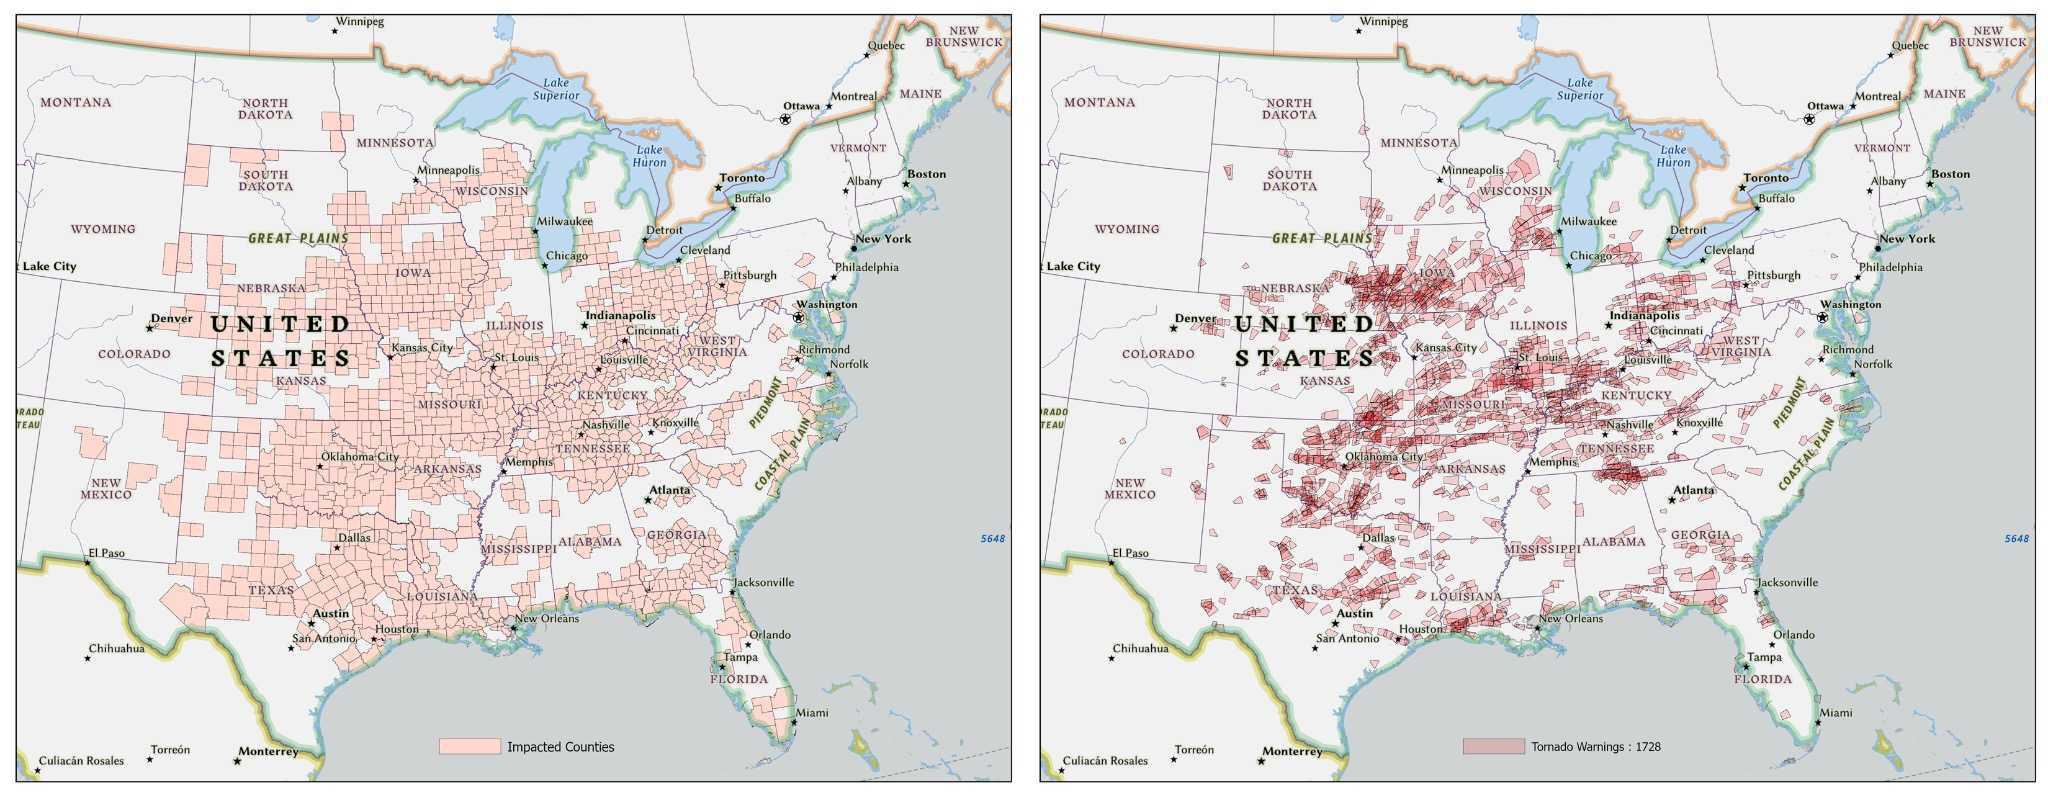 Winnipeg
Quebec
NEW
BRUNSWICK
Lake
Superior
MONTANA
NORTH
DAKOTA
Montreal
MAINE
Ottawa
MINNESOTA
Lake
Huron
VERMONT
Minneapolis
SOUTH
DAKOTA
WISCONSIN
Toronto
Albany
Boston
Buffalo
WYOMING
Milwaukee
GREAT PLAINS
Detroit
New York
Cleveland
t Lake City
Chicago
IOWA
Pittsburgh
Philadelphia
NEBRASKA
Washington
Denver
UNITED
STATES
ILLINOIS
Indianapolis
Cincinnati
COLORADO
Kansas City
St. Louis
Louisville
WEST
VIRGINIA
Richmond
Norfolk
KANSAS
KENTUCKY
MISSOURI
PIEDMONT
ORADO
TEAU
Nashville
Knoxville
TENNESSEE
COASTAL PLAIN
Oklahoma City
ARKANSAS
Memphis
NEW
MEXICO
Atlanta
Dallas
MISSISSIPPI
ALABAMA
GEORGIA
5648
El Paso
Jacksonville
TEXAS
LOUISIANA
Austin
New Orleans
Houston
San Antonio
Orlando
Chihuahua
Tampa
FLORIDA
Miami
Impacted Counties
Torreón
Monterrey
Culiacán Rosales
Winnipeg
Quebec
NEW
BRUNSWICK
Lake
Superior
MONTANA
NORTH
DAKOTA
Montreal
MAINE
Ottawa
MINNESOTA
Lake
Huron
VERMONT
Minneapolis
SOUTH
DAKOTA
WISCONSIN
Toronto
Albany
Boston
Buffalo
WYOMING
Milwaukee
GREAT PLAINS
Detroit
New York
Cleveland
t Lake City
Chicago
IOWA
Pittsburgh
Philadelphia
NEBRASKA
Washington
Denver
UNITED
STATES
ILLINOIS
Indianapolis
Cincinnati
COLORADO
Kansas City
St. Louis
Louisville
WEST
VIRGINIA
Richmond
Norfolk
KANSAS
KENTUCKY
MISSOURI
PIEDMONT
ORADO
TEAU
Nashville
Knoxville
TENNESSEE
COASTAL PLAIN
Oklahoma City
ARKANSAS
Memphis
NEW
MEXICO
Atlanta
Dallas
MISSISSIPPI
ALABAMA
GEORGIA
5648
El Paso
Jacksonville
TEXAS
LOUISIANA
Austin
New Orleans
Houston
San Antonio
Orlando
Chihuahua
Tampa
FLORIDA
Miami
Tornado Warnings : 1728
Torreón
Monterrey
Culiacán Rosales